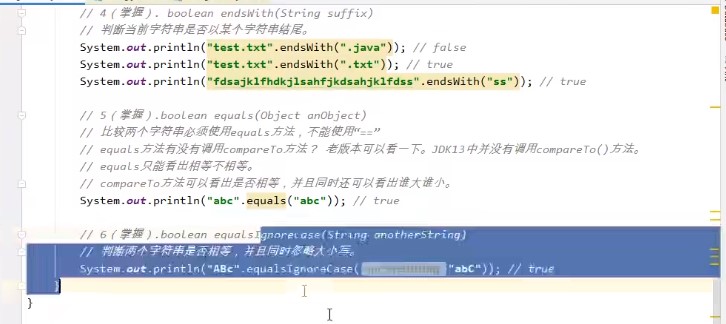 // 4（掌握）. boolean endsWith(String suffix)
// 判断当前字符串是否以某个字符串结尾。
System.out.println("test.txt".endsWith(".java")); // false
System.out.println("test.txt".endsWith(".txt")); // true
System.out.println("fdsajklfhdkjlsahfjkdsahjklfdss".endsWith("ss")); // true
// 5（掌握）.boolean equals(Object anObject)
// 比较两个字符串必须使用equals方法，不能使用“==”
// equals方法有没有调用compareTo方法？ 老版本可以看一下。JDK13中并没有调用compareTo()方法。
// equals只能看出相等不相等。
// compareTo方法可以看出是否相等，并且同时还可以看出谁大谁小。
System.out.println("abc".equals("abc")); // true
// 6（掌握）.boolean equalsIgnoreCase(String anotherString)
// 判断两个字符串是否相等，并且同时忽略大小写。
System.out.println("ABc".equalsIgnoreCase( "abC")); // true
}
}